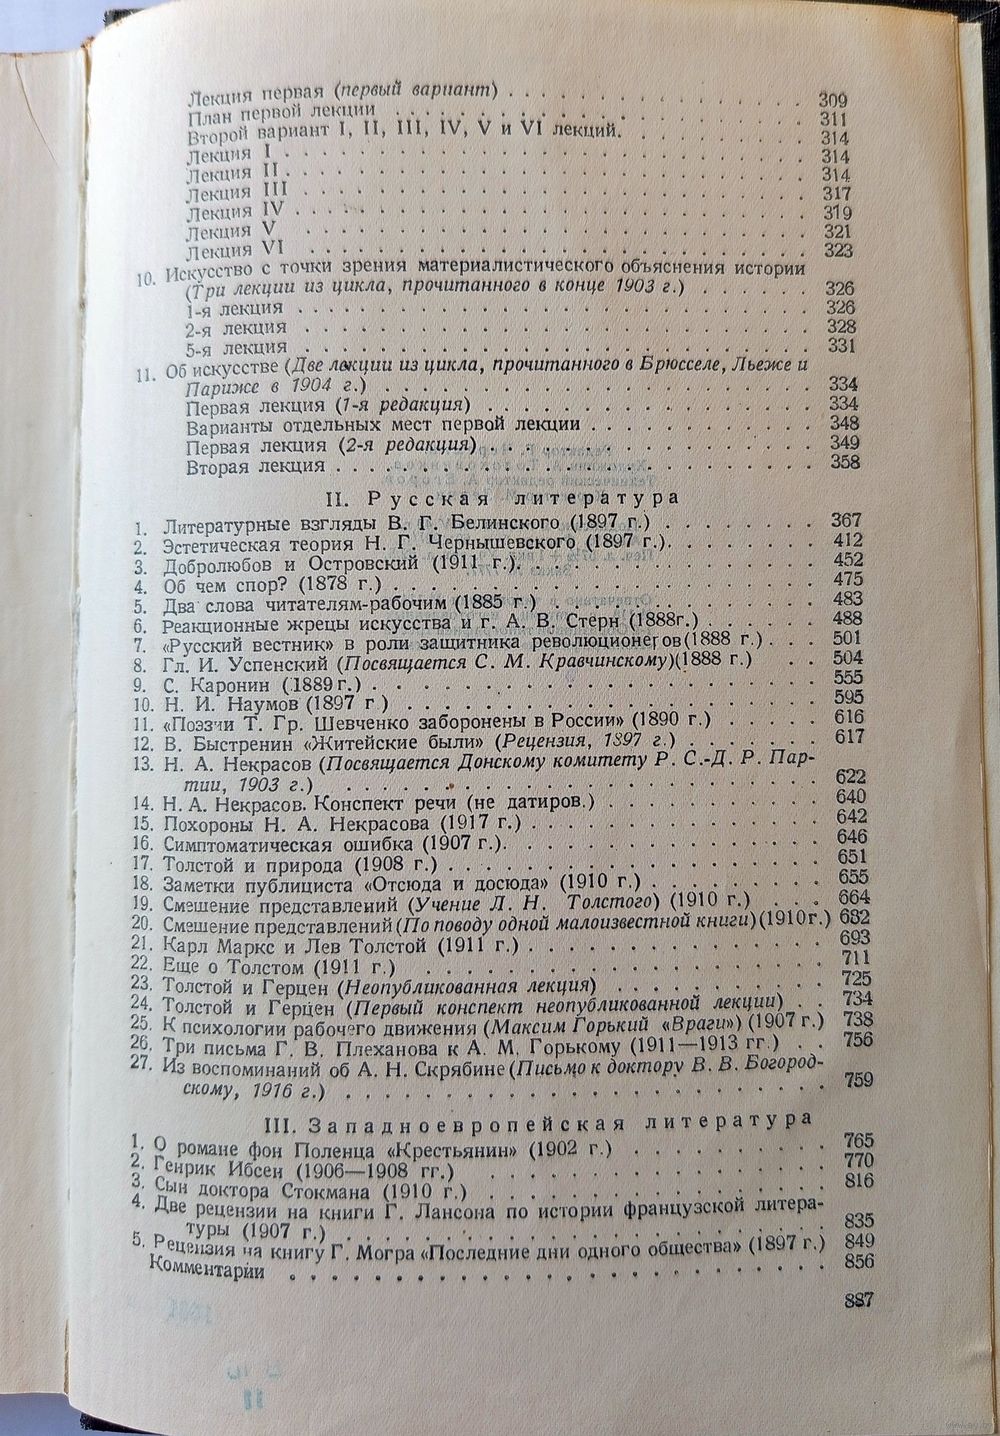 Лекция первая (первый вариант) . . . . . . . . . . . . . . . 309
План первой лекции . . . . . . . . . . . . . . . . . . . . 311
Второй вариант I, II, III, IV, V и VI лекций. . . . . . . . . . 314
Лекция I . . . . . . . . . . . . . . . . . . . . . . . . . . 314
Лекция II . . . . . . . . . . . . . . . . . . . . . . . . . . 314
Лекция III . . . . . . . . . . . . . . . . . . . . . . . . . 317
Лекция IV . . . . . . . . . . . . . . . . . . . . . . . . . 319
Лекция V . . . . . . . . . . . . . . . . . . . . . . . . . 321
Лекция VI . . . . . . . . . . . . . . . . . . . . . . . . . 323
10. Искусство с точки зрения материалистического объяснения истории
(Три лекции из цикла, прочитанного в конце 1903 г.) . . . . . . 326
1-я лекция . . . . . . . . . . . . . . . . . . . . . . . . . 326
2-я лекция . . . . . . . . . . . . . . . . . . . . . . . . . 328
5-я лекция . . . . . . . . . . . . . . . . . . . . . . . . . 331
11. Об искусстве (Две лекции из цикла, прочитанного в Брюсселе, Льеже и
Париже в 1904 г.) . . . . . . . . . . . . . . . . . . . . . 334
Первая лекция (1-я редакция) . . . . . . . . . . . . . . . . 334
Варианты отдельных мест первой лекции . . . . . . . . . . . 348
Первая лекция (2-я редакция) . . . . . . . . . . . . . . . . 349
Вторая лекция . . . . . . . . . . . . . . . . . . . . . . . 358
II. Русская литература
1. Литературные взгляды В. Г. Белинского (1897 г.) . . . . . . . . 367
2. Эстетическая теория Н. Г. Чернышевского (1897 г.). . . . . . . . 412
3. Добролюбов и Островский (1911 г.). . . . . . . . . . . . . . . 452
4. Об чем спор? (1878 г.) . . . . . . . . . . . . . . . . . . . . 475
5. Два слова читателям-рабочим (1885 г.) . . . . . . . . . . . . . 483
6. Реакционные жрецы искусства и г. А. В. Стерн (1888г.) . . . . . . 488
7. «Русский вестник» в роли защитника революционеров (1888 г.) . . . 501
8. Гл. И. Успенский (Посвящается С. М. Кравчинскому)(1888 г.) . . 504
9. С. Каронин (1889 г.) . . . . . . . . . . . . . . . . . . . . . 555
10. Н. И. Наумов (1897 г ) . . . . . . . . . . . . . . . . . . . . 595
11. «Поэзии Т. Гр. Шевченко заборонены в России» (1890 г.) . . . . . 616
12. В. Быстренин «Житейские были» (Рецензия, 1897 г.) . . . . . . . 617
13. Н. А. Некрасов (Посвящается Донскому комитету Р. С.-Д. Р. Пар-
тии, 1903 г.) . . . . . . . . . . . . . . . . . . . . . . . 622
14. Н. А. Некрасов. Конспект речи (не датиров.) . . . . . . . . . . 640
15. Похороны Н. А. Некрасова (1917 г.) . . . . . . . . . . . . . . 642
16. Симптоматическая ошибка (1907 г.). . . . . . . . . . . . . . . 646
17. Толстой и природа (1908 г.) . . . . . . . . . . . . . . . . . . 651
18. Заметки публициста «Отсюда и досюда» (1910 г.) . . . . . . . . 655
19. Смешение представлений (Учение Л. Н. Толстого) (1910 г.) . . . 664
20. Смешение представлений (По поводу одной малоизвестной книги) (1910г.) 682
21. Карл Маркс и Лев Толстой (1911 г.) . . . . . . . . . . . . . . 693
22. Еще о Толстом (1911 г.) . . . . . . . . . . . . . . . . . . . 711
23. Толстой и Герцен (Неопубликованная лекция) . . . . . . . . . . 725
24. Толстой и Герцен (Первый конспект неопубликованной лекции) . . 734
25. К психологии рабочего движения (Максим Горький «Враги») (1907 г.) 738
26. Три письма Г. В. Плеханова к А. М. Горькому (1911—1913 гг.) . . 756
27. Из воспоминаний об А. Н. Скрябине (Письмо к доктору В. В. Богород-
скому, 1916 г.) . . . . . . . . . . . . . . . . . . . . . . . 759
III. Западноевропейская литература
1. О романе фон Поленца «Крестьянин» (1902 г.) . . . . . . . . . 765
2. Генрик Ибсен (1906—1908 гг.) . . . . . . . . . . . . . . . . 770
3. Сын доктора Стокмана (1910 г.) . . . . . . . . . . . . . . . . 816
4. Две рецензии на книги Г. Лансона по истории французской литера-
туры (1907 г.) . . . . . . . . . . . . . . . . . . . . . . 835
5. Рецензия на книгу Г. Могра «Последние дни одного общества» (1897 г.) 849
Комментарии . . . . . . . . . . . . . . . . . . . . . . . . 856
887